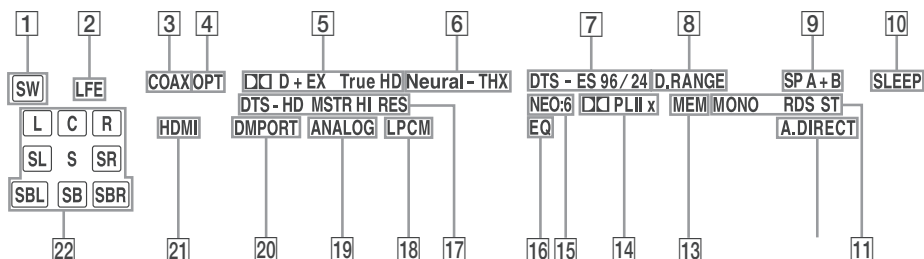 1 2 3 4 5 6 7 8 9 10
SW LFE COAX OPT D + EX True HD Neural - THX DTS - ES 96 / 24 D.RANGE SP A + B SLEEP
L C R DTS - HD MSTR HI RES NEO:6 PLII x MEM MONO RDS ST
HDMI DMPORT ANALOG LPCM EQ A.DIRECT
SL S SR
SBL SB SBR
22 21 20 19 18 17 16 15 14 13 11